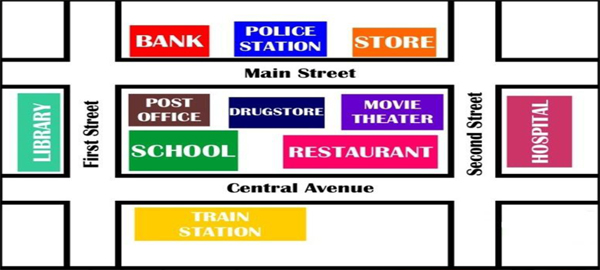 BANK
POLICE
STATION
STORE
Main Street
LIBRARY
First Street
POST
OFFICE
DRUGSTORE
MOVIE
THEATER
Second Street
HOSPITAL
SCHOOL
RESTAURANT
Central Avenue
TRAIN
STATION